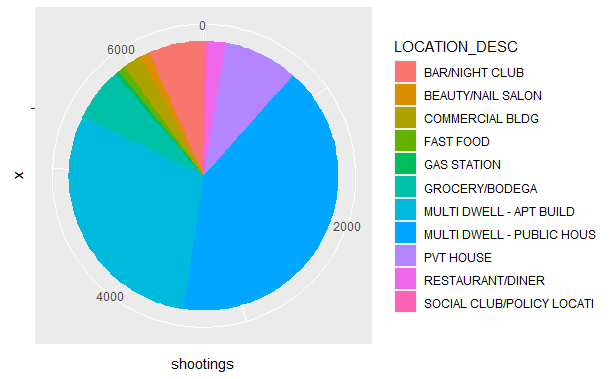 0
6000
2000
4000
x
shootings
LOCATION_DESC
BAR/NIGHT CLUB
BEAUTY/NAIL SALON
COMMERCIAL BLDG
FAST FOOD
GAS STATION
GROCERY/BODEGA
MULTI DWELL - APT BUILD
MULTI DWELL - PUBLIC HOUS
PVT HOUSE
RESTAURANT/DINER
SOCIAL CLUB/POLICY LOCATI